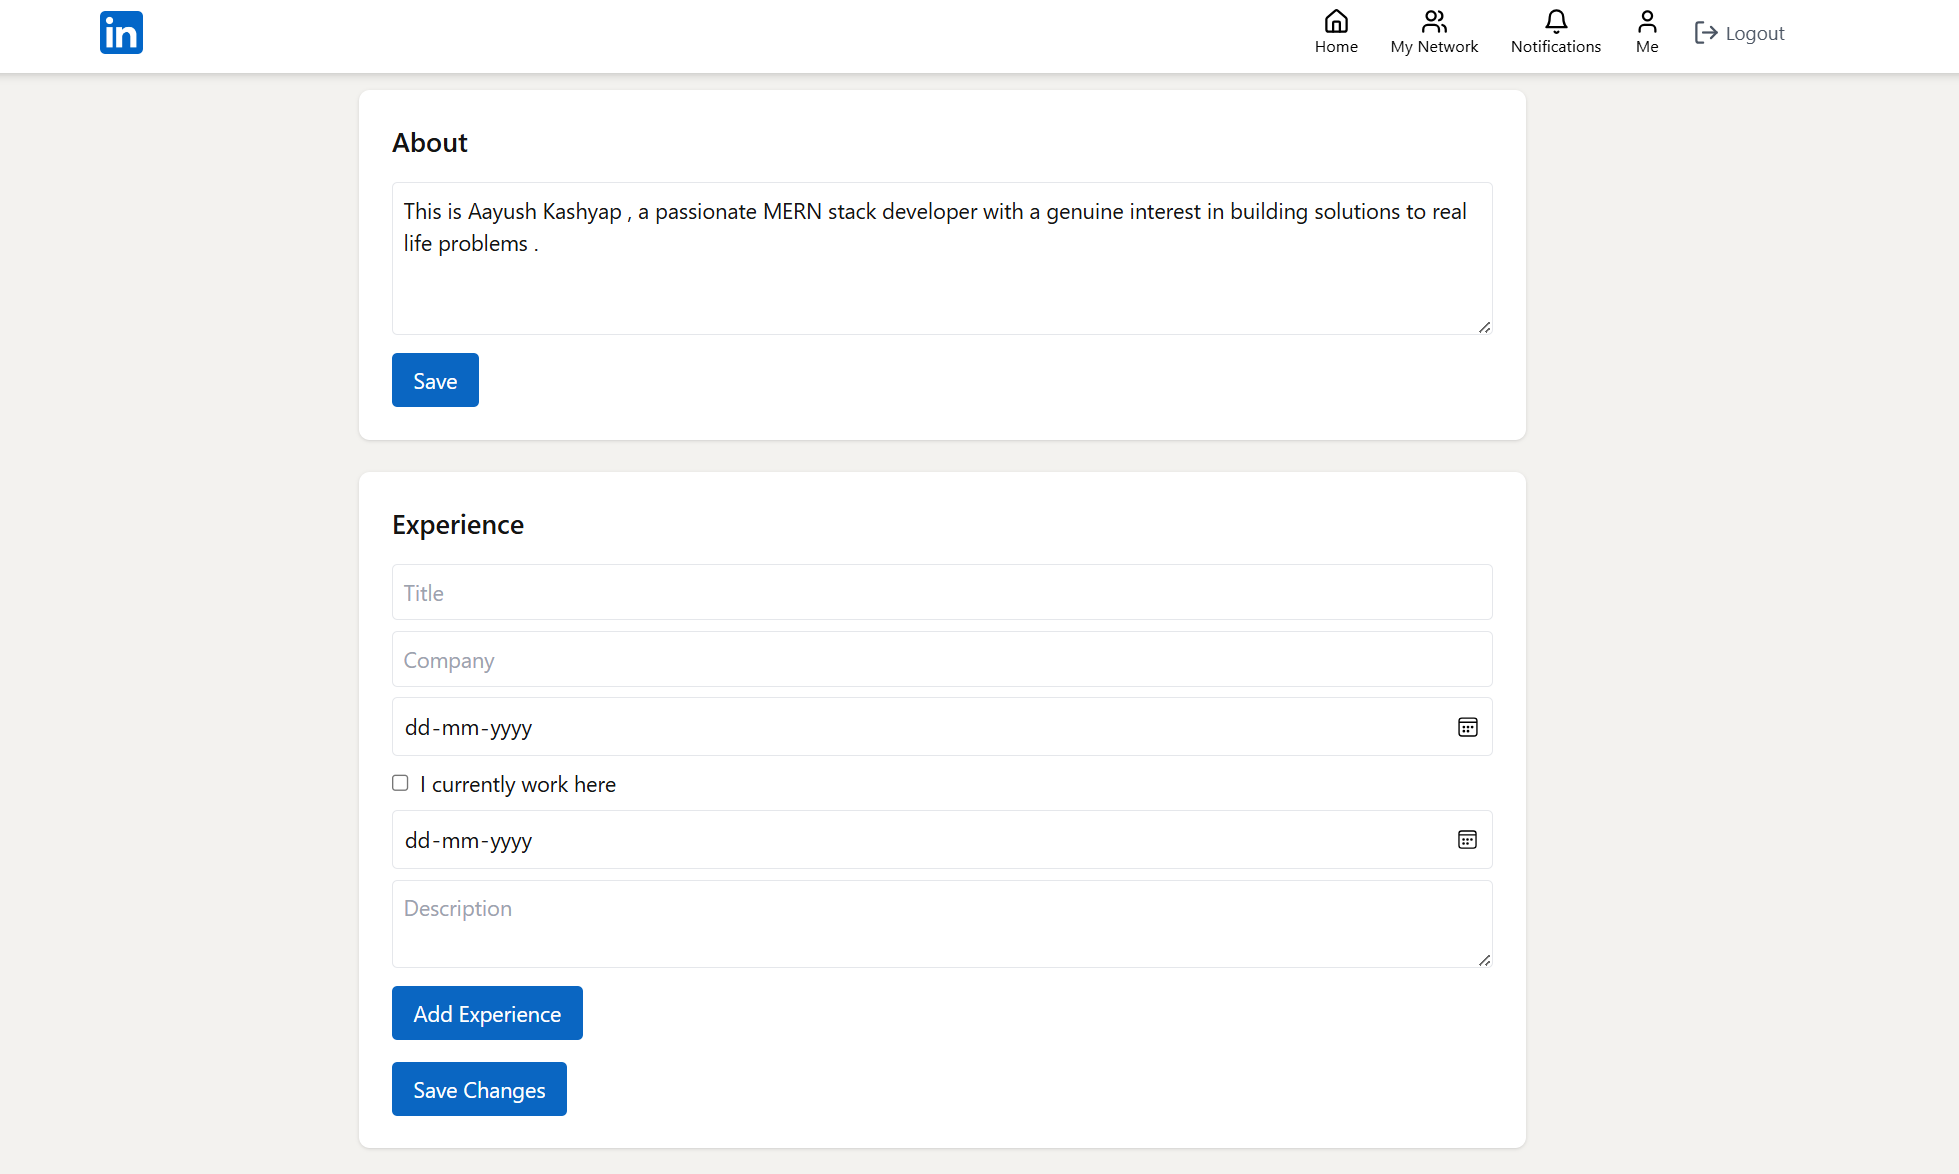 in
Home
My Network
Notifications
Me
Logout
About
This is Aayush Kashyap , a passionate MERN stack developer with a genuine interest in building solutions to real
life problems .
Save
Experience
Title
Company
dd-mm-yyyy
I currently work here
dd-mm-yyyy
Description
Add Experience
Save Changes